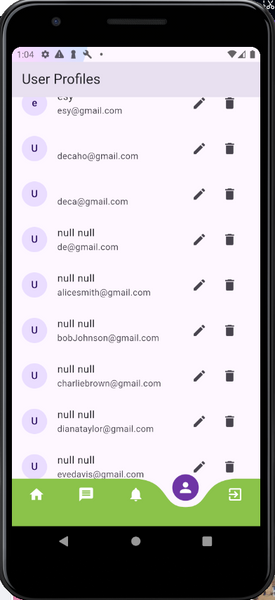 1:04
User Profiles
e
esy
esy@gmail.com
U
decaho@gmail.com
U
deca@gmail.com
U
null null
de@gmail.com
U
null null
alicesmith@gmail.com
U
null null
bobJohnson@gmail.com
U
null null
charliebrown@gmail.com
U
null null
dianataylor@gmail.com
U
null null
evedavis@gmail.com